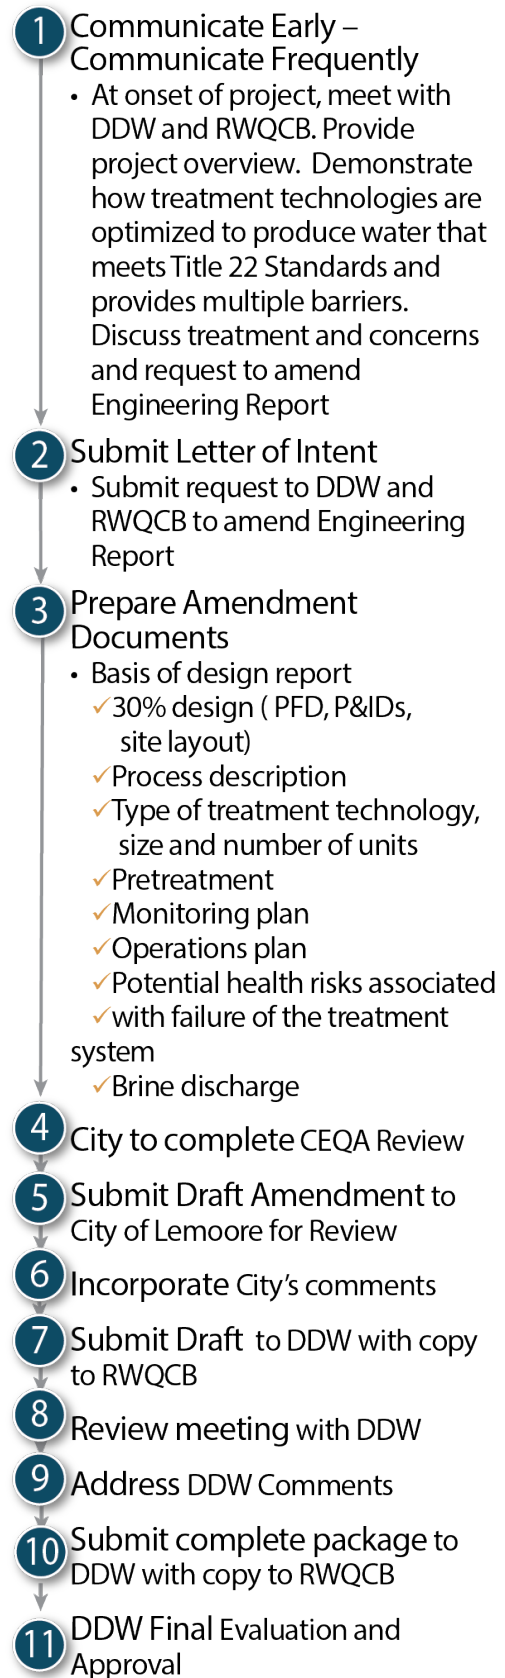 1 Communicate Early –
Communicate Frequently
• At onset of project, meet with
DDW and RWQCB. Provide
project overview. Demonstrate
how treatment technologies are
optimized to produce water that
meets Title 22 Standards and
provides multiple barriers.
Discuss treatment and concerns
and request to amend
Engineering Report
2 Submit Letter of Intent
• Submit request to DDW and
RWQCB to amend Engineering
Report
3 Prepare Amendment
Documents
• Basis of design report
✓30% design ( PFD, P&IDs,
site layout)
✓Process description
✓Type of treatment technology,
size and number of units
✓Pretreatment
✓Monitoring plan
✓Operations plan
✓Potential health risks associated
✓with failure of the treatment
system
✓Brine discharge
4 City to complete CEQA Review
5 Submit Draft Amendment to
City of Lemoore for Review
6 Incorporate City’s comments
7 Submit Draft to DDW with copy
to RWQCB
8 Review meeting with DDW
9 Address DDW Comments
10 Submit complete package to
DDW with copy to RWQCB
11 DDW Final Evaluation and
Approval